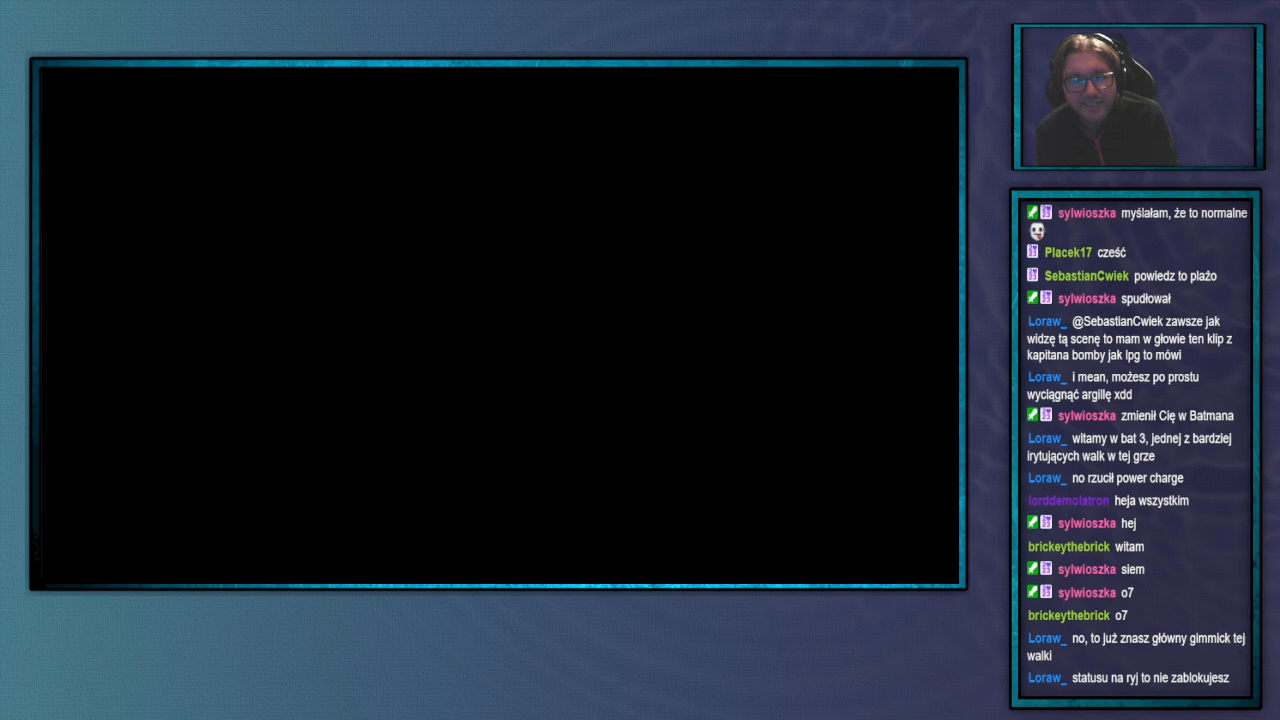 sylwioszka myślałam, że to normalne
Placek17 cześć
SebastianCwiek powiedz to plażo
sylwioszka spudłował
Loraw_ @SebastianCwiek zawsze jak
widzę tą scenę to mam w głowie ten klip z
kapitana bomby jak lpg to mówi
Loraw_ i mean, możesz po prostu
wyciągnąć argillę xdd
sylwioszka zmienił Cię w Batmana
Loraw_ witamy w bat 3, jednej z bardziej
irytujących walk w tej grze
Loraw_ no rzucił power charge
lorddemolatron heja wszystkim
sylwioszka hej
brickeythebrick witam
sylwioszka siem
sylwioszka o7
brickeythebrick o7
Loraw_ no, to już znasz główny gimmick tej
walki
Loraw_ statusu na ryj to nie zablokujesz